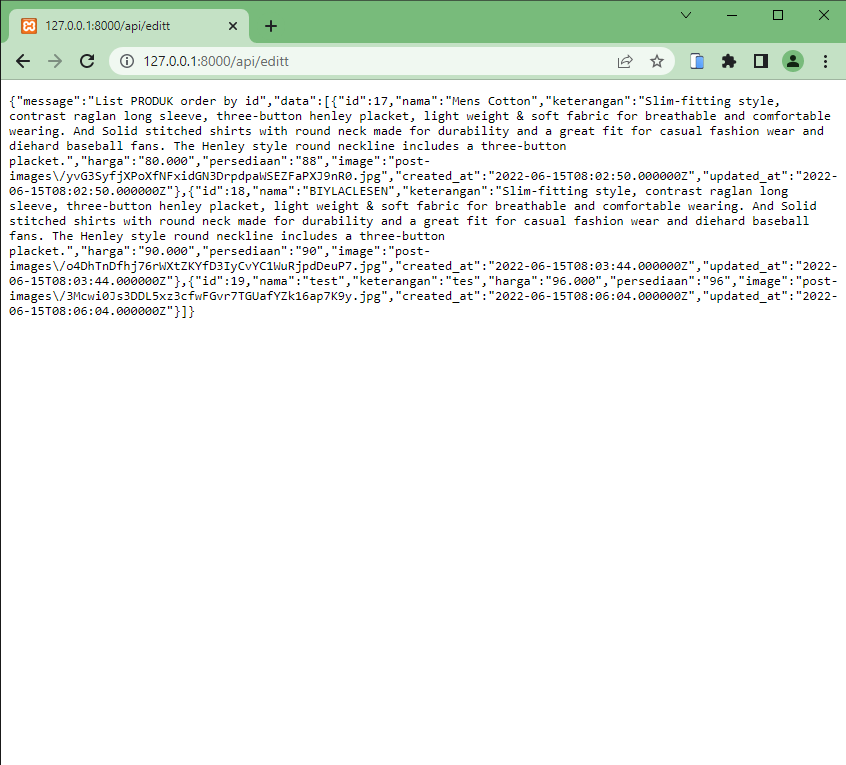 127.0.0.1:8000/api/editt
127.0.0.1:8000/api/editt
{"message":"List PRODUK order by id","data":[{"id":17,"nama":"Mens Cotton","keterangan":"Slim-fitting style,
contrast raglan long sleeve, three-button henley placket, light weight & soft fabric for breathable and comfortable
wearing. And Solid stitched shirts with round neck made for durability and a great fit for casual fashion wear and
diehard baseball fans. The Henley style round neckline includes a three-button
placket.","harga":"80.000","persediaan":"88","image":"post-
images\/yvG3SyfjXPoXfNFxidGN3DrpdpaWSEZFaPXJ9nR0.jpg","created_at":"2022-06-15T08:02:50.000000Z","updated_at":"2022-
06-15T08:02:50.000000Z"},{"id":18,"nama":"BIYLACLESEN","keterangan":"Slim-fitting style, contrast raglan long
sleeve, three-button henley placket, light weight & soft fabric for breathable and comfortable wearing. And Solid
stitched shirts with round neck made for durability and a great fit for casual fashion wear and diehard baseball
fans. The Henley style round neckline includes a three-button
placket.","harga":"90.000","persediaan":"90","image":"post-
images\/o4DhTnDfhj76rWXtZKYfD3IyCvYC1WuRjpdDeuP7.jpg","created_at":"2022-06-15T08:03:44.000000Z","updated_at":"2022-
06-15T08:03:44.000000Z"},{"id":19,"nama":"test","keterangan":"tes","harga":"96.000","persediaan":"96","image":"post-
images\/3Mcwi0Js3DDL5xz3cfwFGvr7TGUafYZk16ap7K9y.jpg","created_at":"2022-06-15T08:06:04.000000Z","updated_at":"2022-
06-15T08:06:04.000000Z"}]}